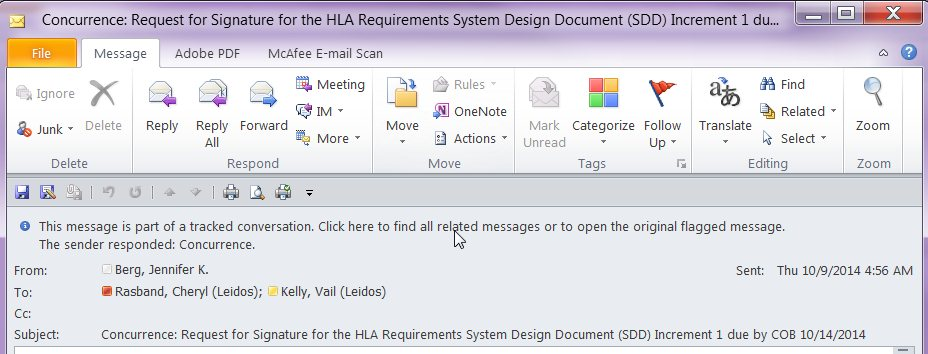 Concurrence: Request for Signature for the HLA Requirements System Design Document (SDD) Increment 1 du...
File Message Adobe PDF McAfee E-mail Scan
Ignore
Junk
Delete
Delete
Reply
Reply All
Forward
Meeting
IM
More
Respond
Move
Rules
OneNote
Actions
Move
Mark Unread
Categorize
Follow Up
Tags
Translate
Find
Related
Select
Editing
Zoom
Zoom
This message is part of a tracked conversation. Click here to find all related messages or to open the original flagged message.
The sender responded: Concurrence.
From: Berg, Jennifer K. Sent: Thu 10/9/2014 4:56 AM
To: Rasband, Cheryl (Leidos); Kelly, Vail (Leidos)
Cc:
Subject: Concurrence: Request for Signature for the HLA Requirements System Design Document (SDD) Increment 1 due by COB 10/14/2014